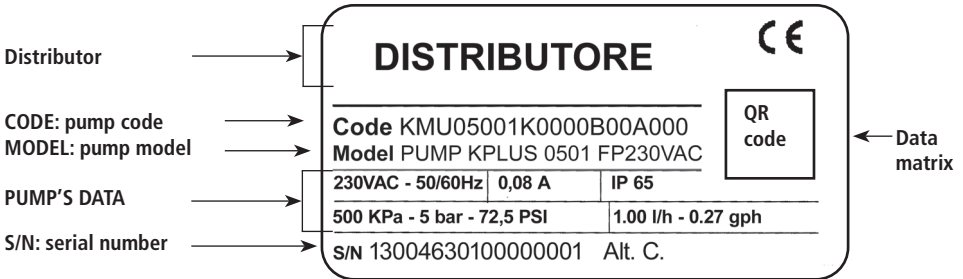 Distributor
DISTRIBUTORE
CE
QR
code
Data
matrix
CODE: pump code
Code KMU05001K0000B00A000
MODEL: pump model
Model PUMP KPLUS 0501 FP230VAC
PUMP'S DATA
230VAC - 50/60Hz 0,08 A IP 65
500 KPa - 5 bar - 72,5 PSI 1.00 l/h - 0.27 gph
S/N: serial number
S/N 13004630100000001 Alt. C.